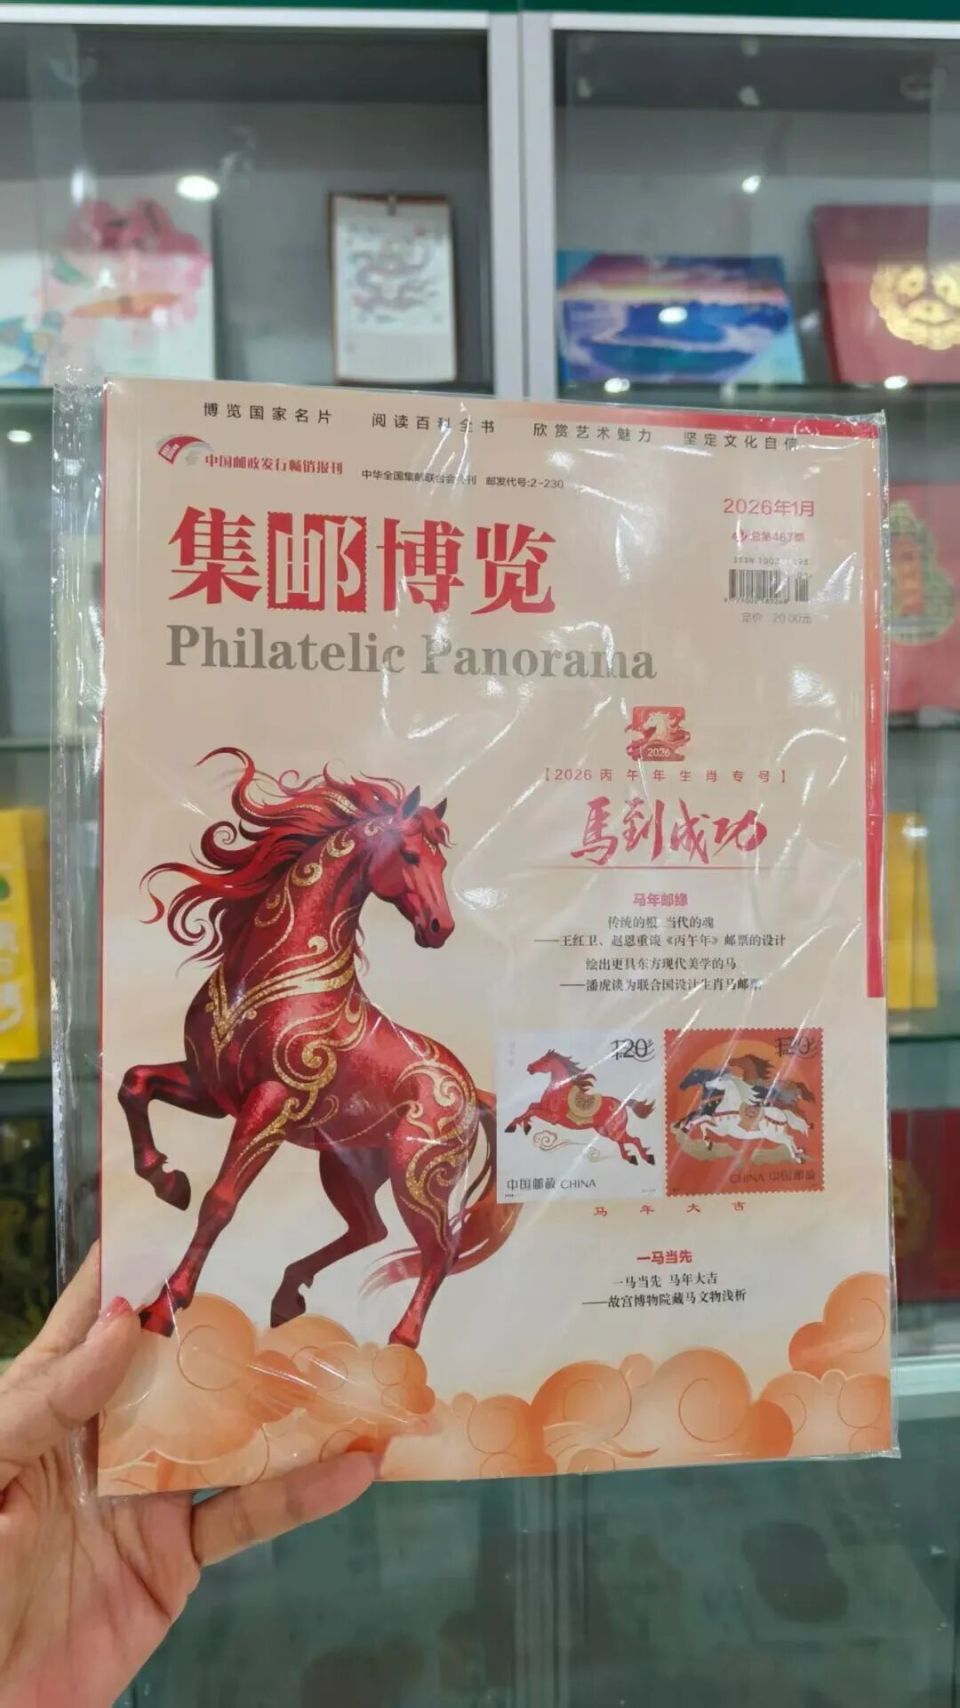 博览国家名片 阅读百科全书 欣赏艺术魅力 坚定文化自信
中国邮政发行畅销报刊
中华全国集邮联合会会刊 邮发代号:2-230
2026年1月
总第467期
集邮博览
Philatelic Panorama
定价 20.00元
2026
【2026丙午年生肖专号】
馬到成功
马年邮缘
传统的根 当代的魂
——王红卫、赵恩重谈《丙午年》邮票的设计
绘出更具东方现代美学的马
——潘虎谈为联合国设计生肖马邮票
120
中国邮政 CHINA
120
CHINA 中国邮政
马年大吉
一马当先
一马当先 马年大吉
——故宫博物院藏马文物浅析